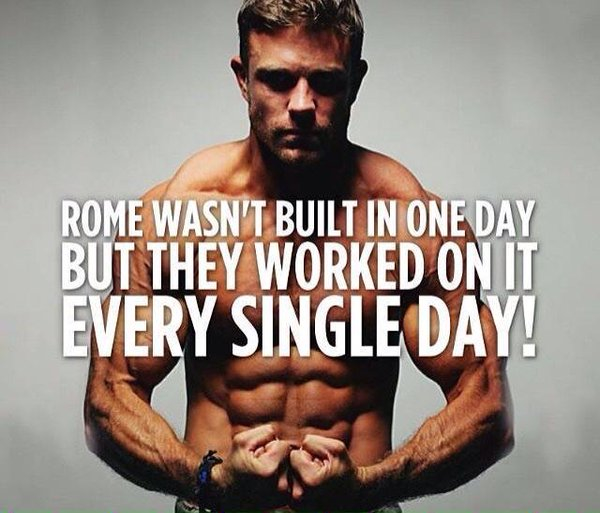 ROME WASN'T BUILT IN ONE DAY
BUT THEY WORKED ON IT
EVERY SINGLE DAY!